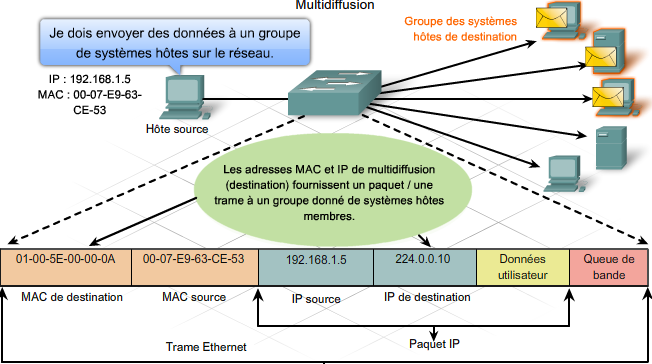 Multidiffusion
Je dois envoyer des données à un groupe
de systèmes hôtes sur le réseau.
Groupe des systèmes
hôtes de destination
IP : 192.168.1.5
MAC : 00-07-E9-63-
CE-53
Hôte source
Les adresses MAC et IP de multidiffusion
(destination) fournissent un paquet / une
trame à un groupe donné de systèmes hôtes
membres.
01-00-5E-00-00-0A
00-07-E9-63-CE-53
192.168.1.5
224.0.0.10
Données
utilisateur
Queue de
bande
MAC de destination
MAC source
IP source
IP de destination
Paquet IP
Trame Ethernet